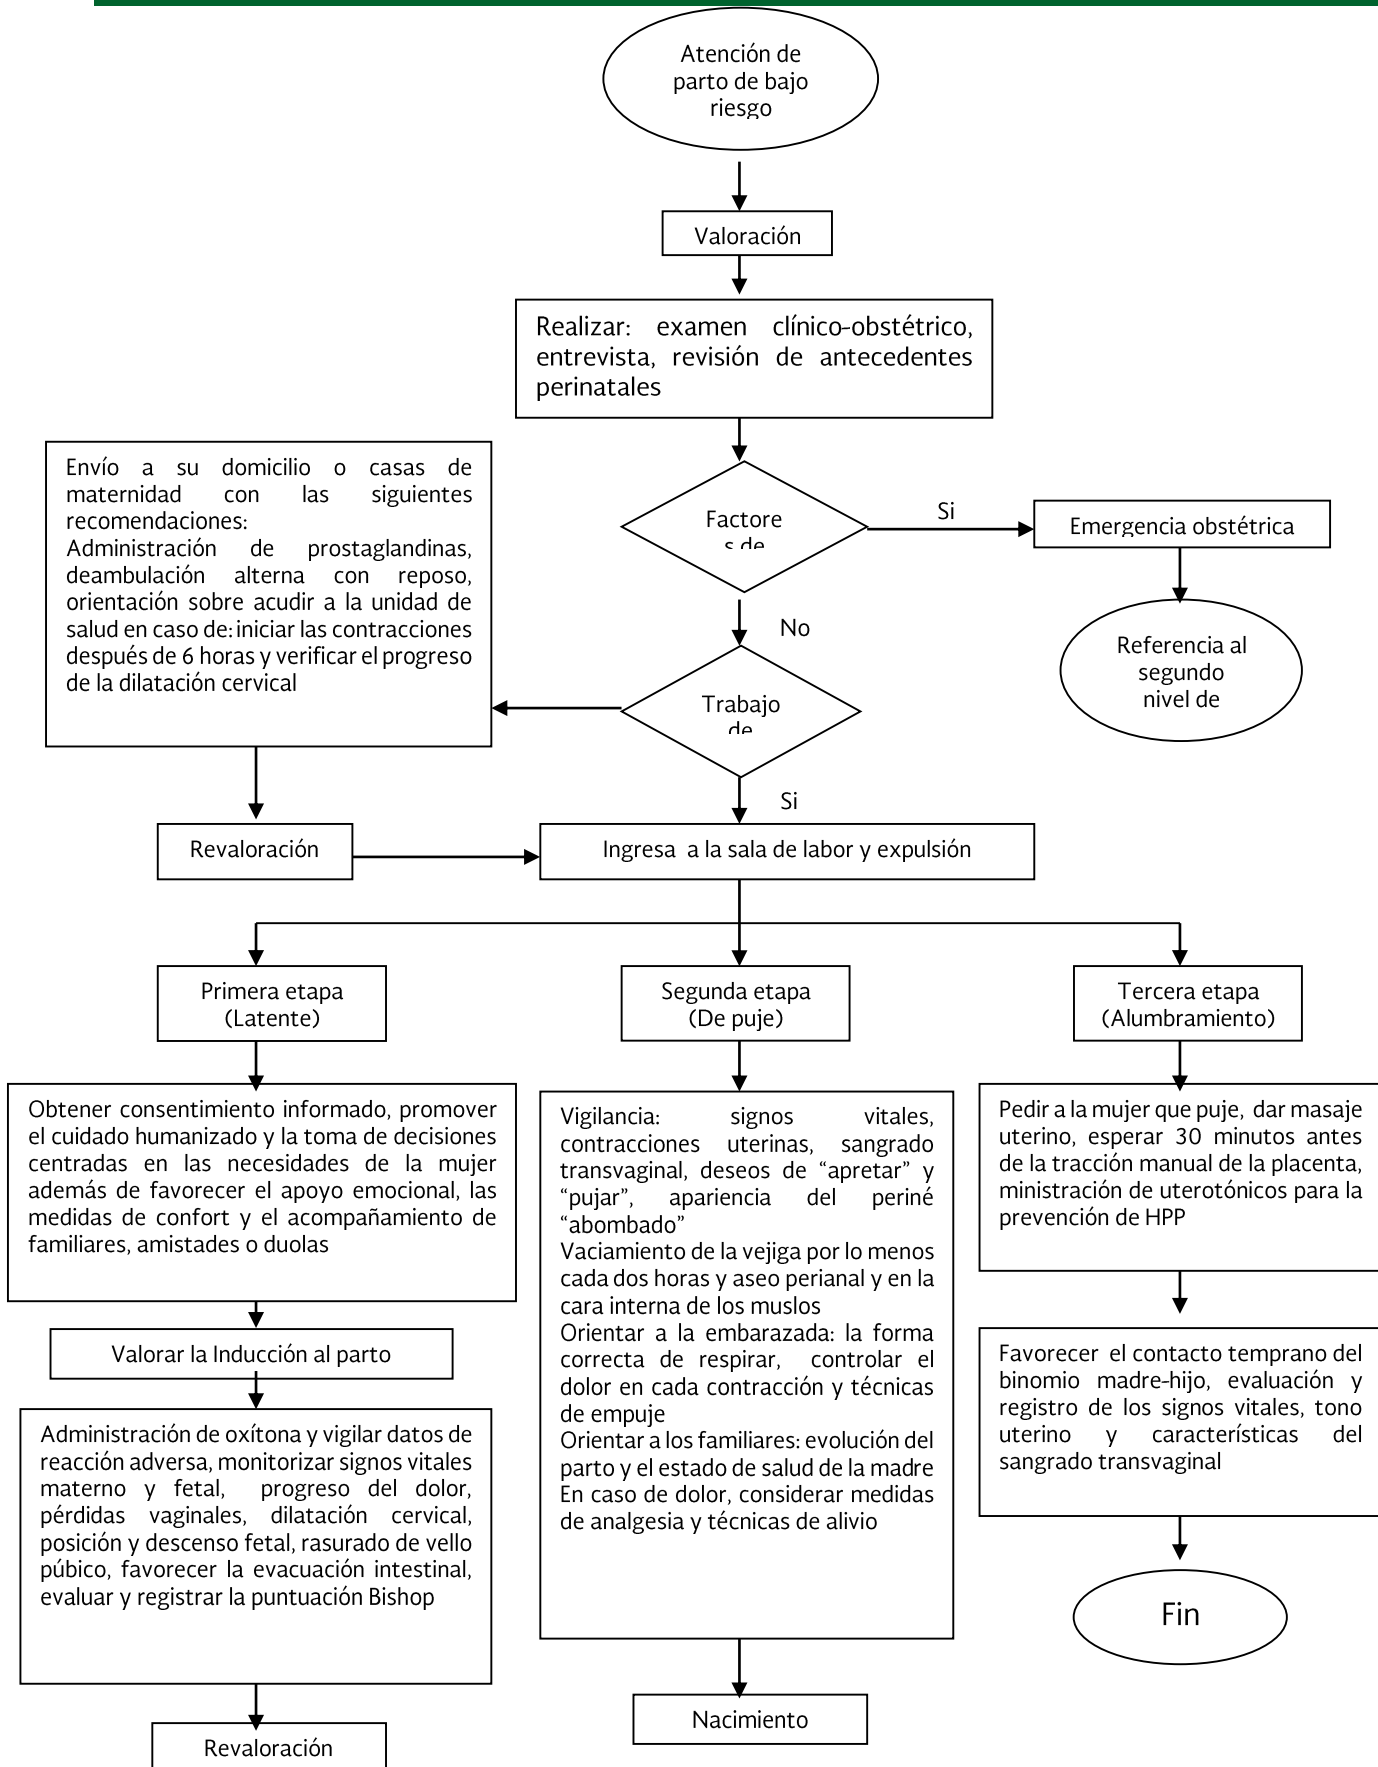 Atención de
parto de bajo
riesgo
Valoración
Realizar: examen clínico-obstétrico,
entrevista, revisión de antecedentes
perinatales
Factore
s de
Si
Emergencia obstétrica
Referencia al
segundo
nivel de
No
Trabajo
de
Envío a su domicilio o casas de
maternidad con las siguientes
recomendaciones:
Administración de prostaglandinas,
deambulación alterna con reposo,
orientación sobre acudir a la unidad de
salud en caso de: iniciar las contracciones
después de 6 horas y verificar el progreso
de la dilatación cervical
Si
Revaloración
Ingresa a la sala de labor y expulsión
Primera etapa
(Latente)
Obtener consentimiento informado, promover
el cuidado humanizado y la toma de decisiones
centradas en las necesidades de la mujer
además de favorecer el apoyo emocional, las
medidas de confort y el acompañamiento de
familiares, amistades o duolas
Valorar la Inducción al parto
Administración de oxítona y vigilar datos de
reacción adversa, monitorizar signos vitales
materno y fetal, progreso del dolor,
pérdidas vaginales, dilatación cervical,
posición y descenso fetal, rasurado de vello
púbico, favorecer la evacuación intestinal,
evaluar y registrar la puntuación Bishop
Revaloración
Segunda etapa
(De puje)
Vigilancia: signos vitales,
contracciones uterinas, sangrado
transvaginal, deseos de “apretar” y
“pujar”, apariencia del periné
“abombado”
Vaciamiento de la vejiga por lo menos
cada dos horas y aseo perianal y en la
cara interna de los muslos
Orientar a la embarazada: la forma
correcta de respirar, controlar el
dolor en cada contracción y técnicas
de empuje
Orientar a los familiares: evolución del
parto y el estado de salud de la madre
En caso de dolor, considerar medidas
de analgesia y técnicas de alivio
Nacimiento
Tercera etapa
(Alumbramiento)
Pedir a la mujer que puje, dar masaje
uterino, esperar 30 minutos antes
de la tracción manual de la placenta,
ministración de uterotónicos para la
prevención de HPP
Favorecer el contacto temprano del
binomio madre-hijo, evaluación y
registro de los signos vitales, tono
uterino y características del
sangrado transvaginal
Fin